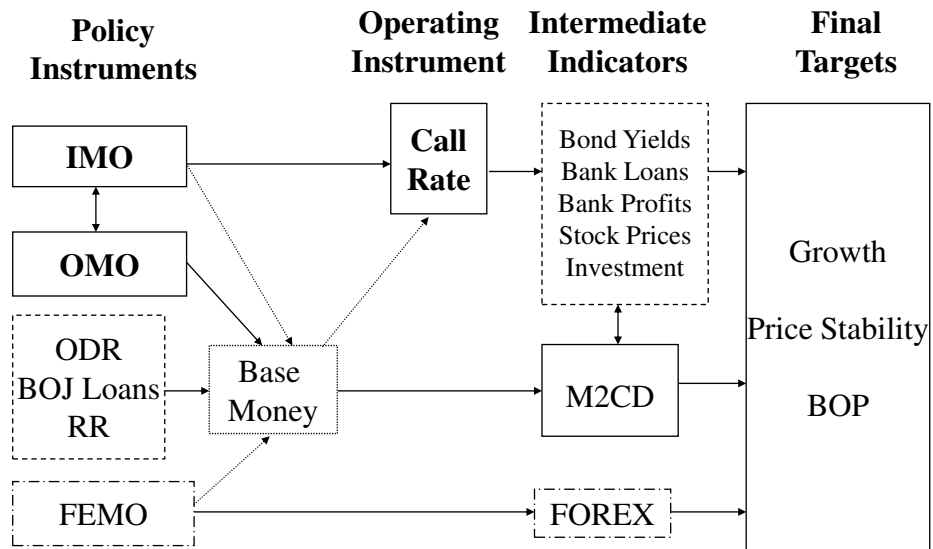 Policy
Instruments
Operating
Instrument
Intermediate
Indicators
Final
Targets
IMO
OMO
ODR
BOJ Loans
RR
FEMO
Base
Money
Call
Rate
Bond Yields
Bank Loans
Bank Profits
Stock Prices
Investment
M2CD
FOREX
Growth
Price Stability
BOP